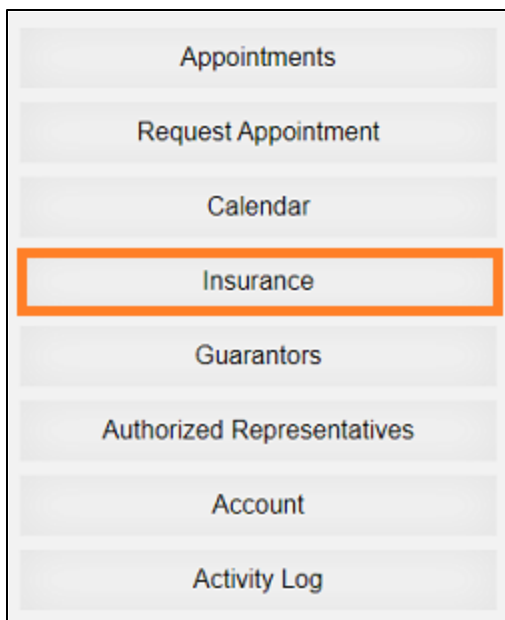 Appointments
Request Appointment
Calendar
Insurance
Guarantors
Authorized Representatives
Account
Activity Log